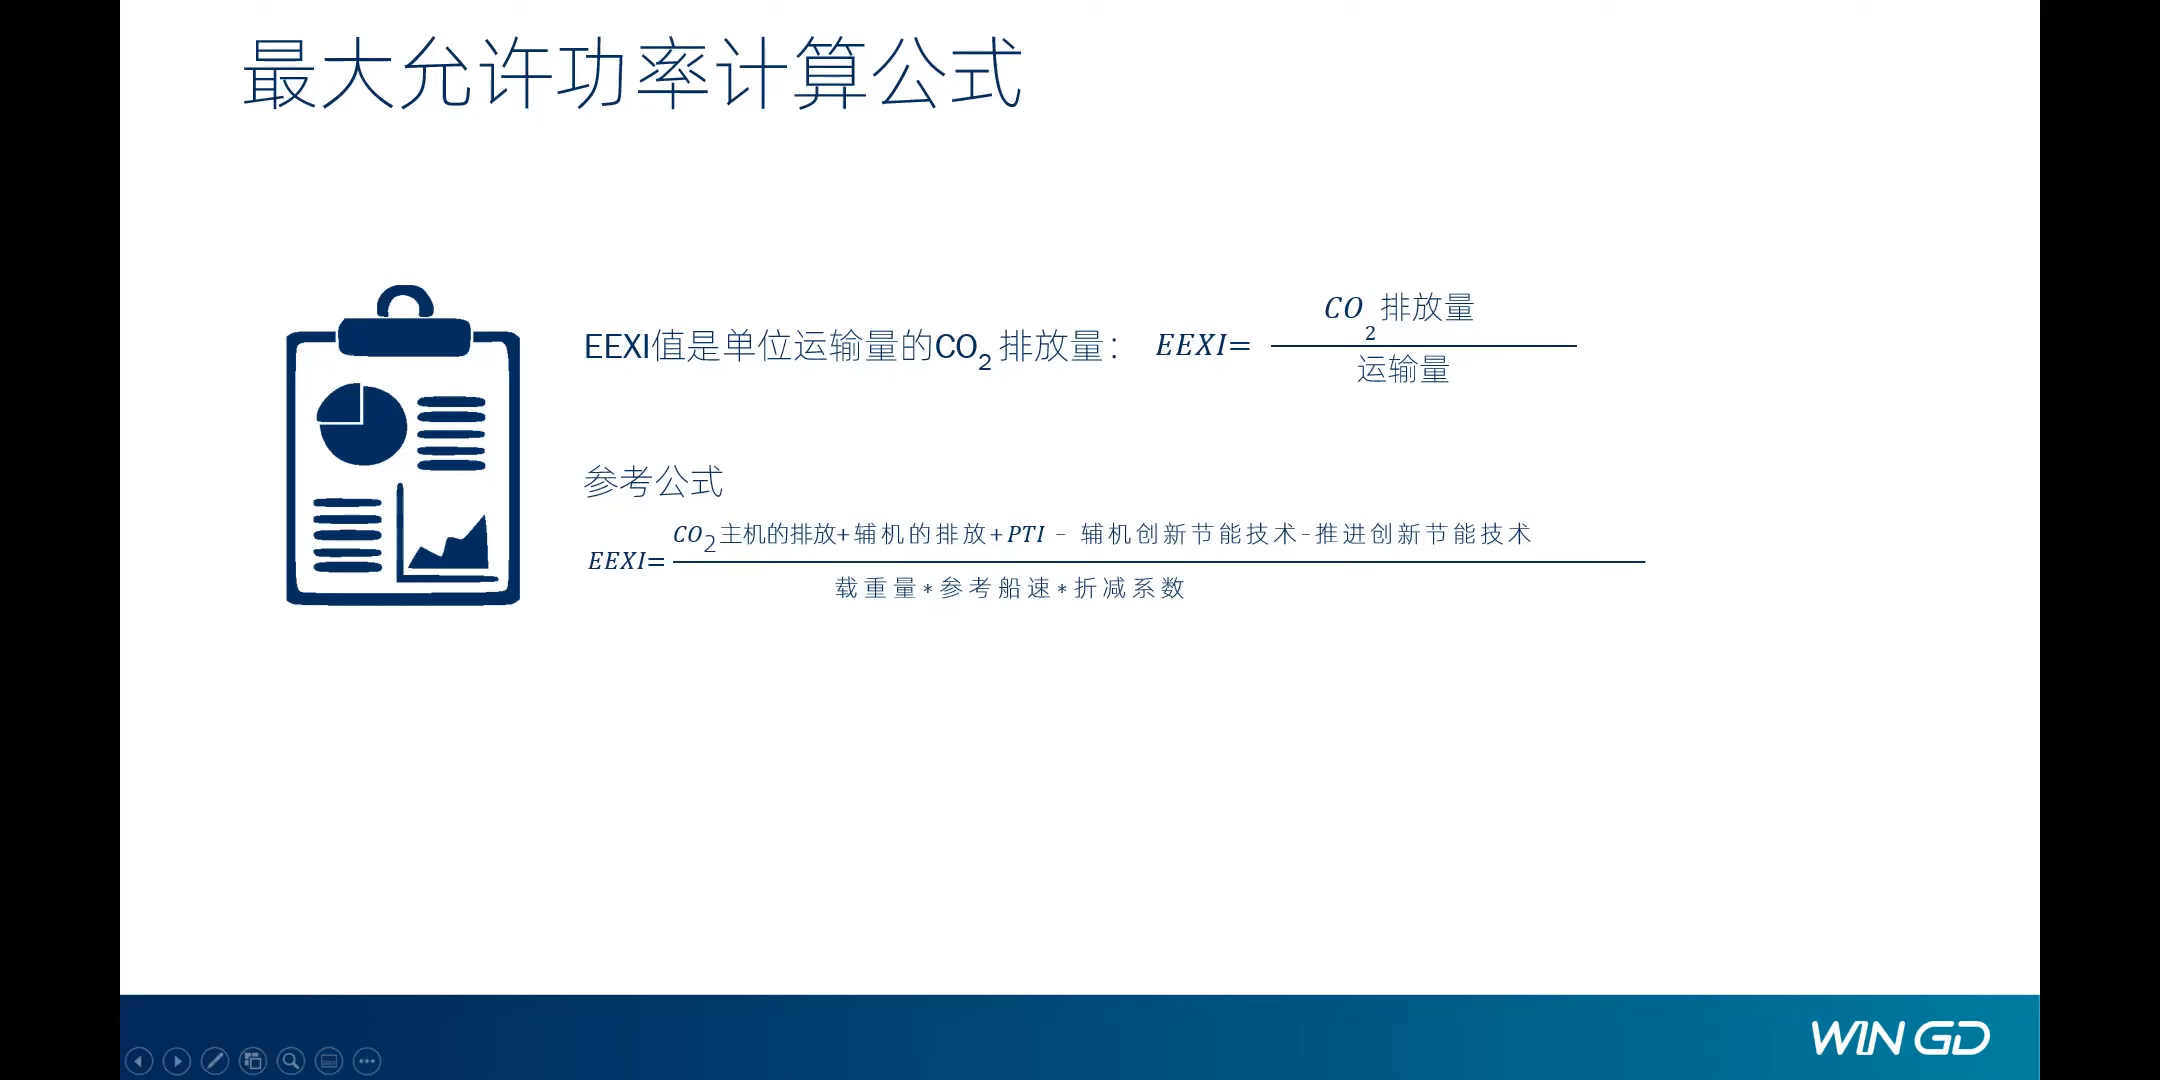 最大允许功率计算公式
EEXI值是单位运输量的CO2排放量： EEXI= CO2排放量
运输量
参考公式
EEXI= CO2主机的排放+辅机的排放+PTI - 辅机创新节能技术-推进创新节能技术
载重量*参考船速*折减系数
WIN GD